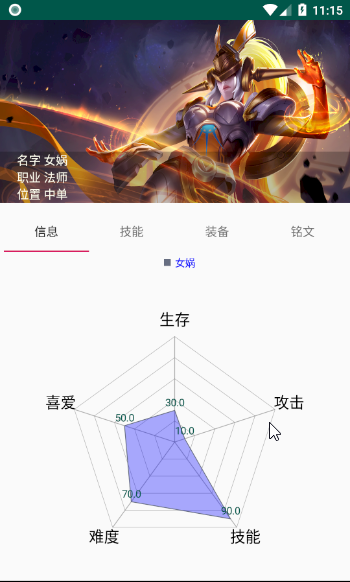 11:15
名字 女娲
职业 法师
位置 中单
信息 技能 装备 铭文
女娲
生存
30.0
喜爱 攻击
50.0 10.0
70.0 90.0
难度 技能